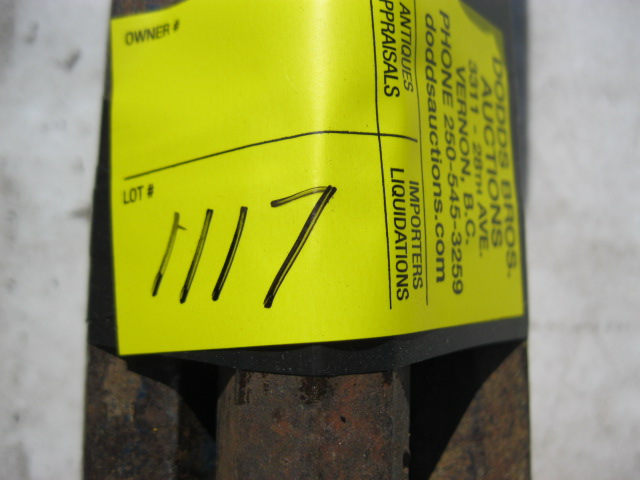 OWNER #
LOT #
1117
ANTIQUES
APPRAISALS
IMPORTERS
LIQUIDATIONS
DODDS BROS.
AUCTIONS
3311 - 28TH AVE.
VERNON, B.C.
PHONE 250-545-3259
doddsauctions.com